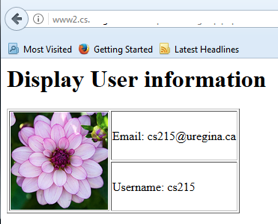 www2.cs.
Most Visited Getting Started Latest Headlines
Display User information
Email: cs215@uregina.ca
Username: cs215